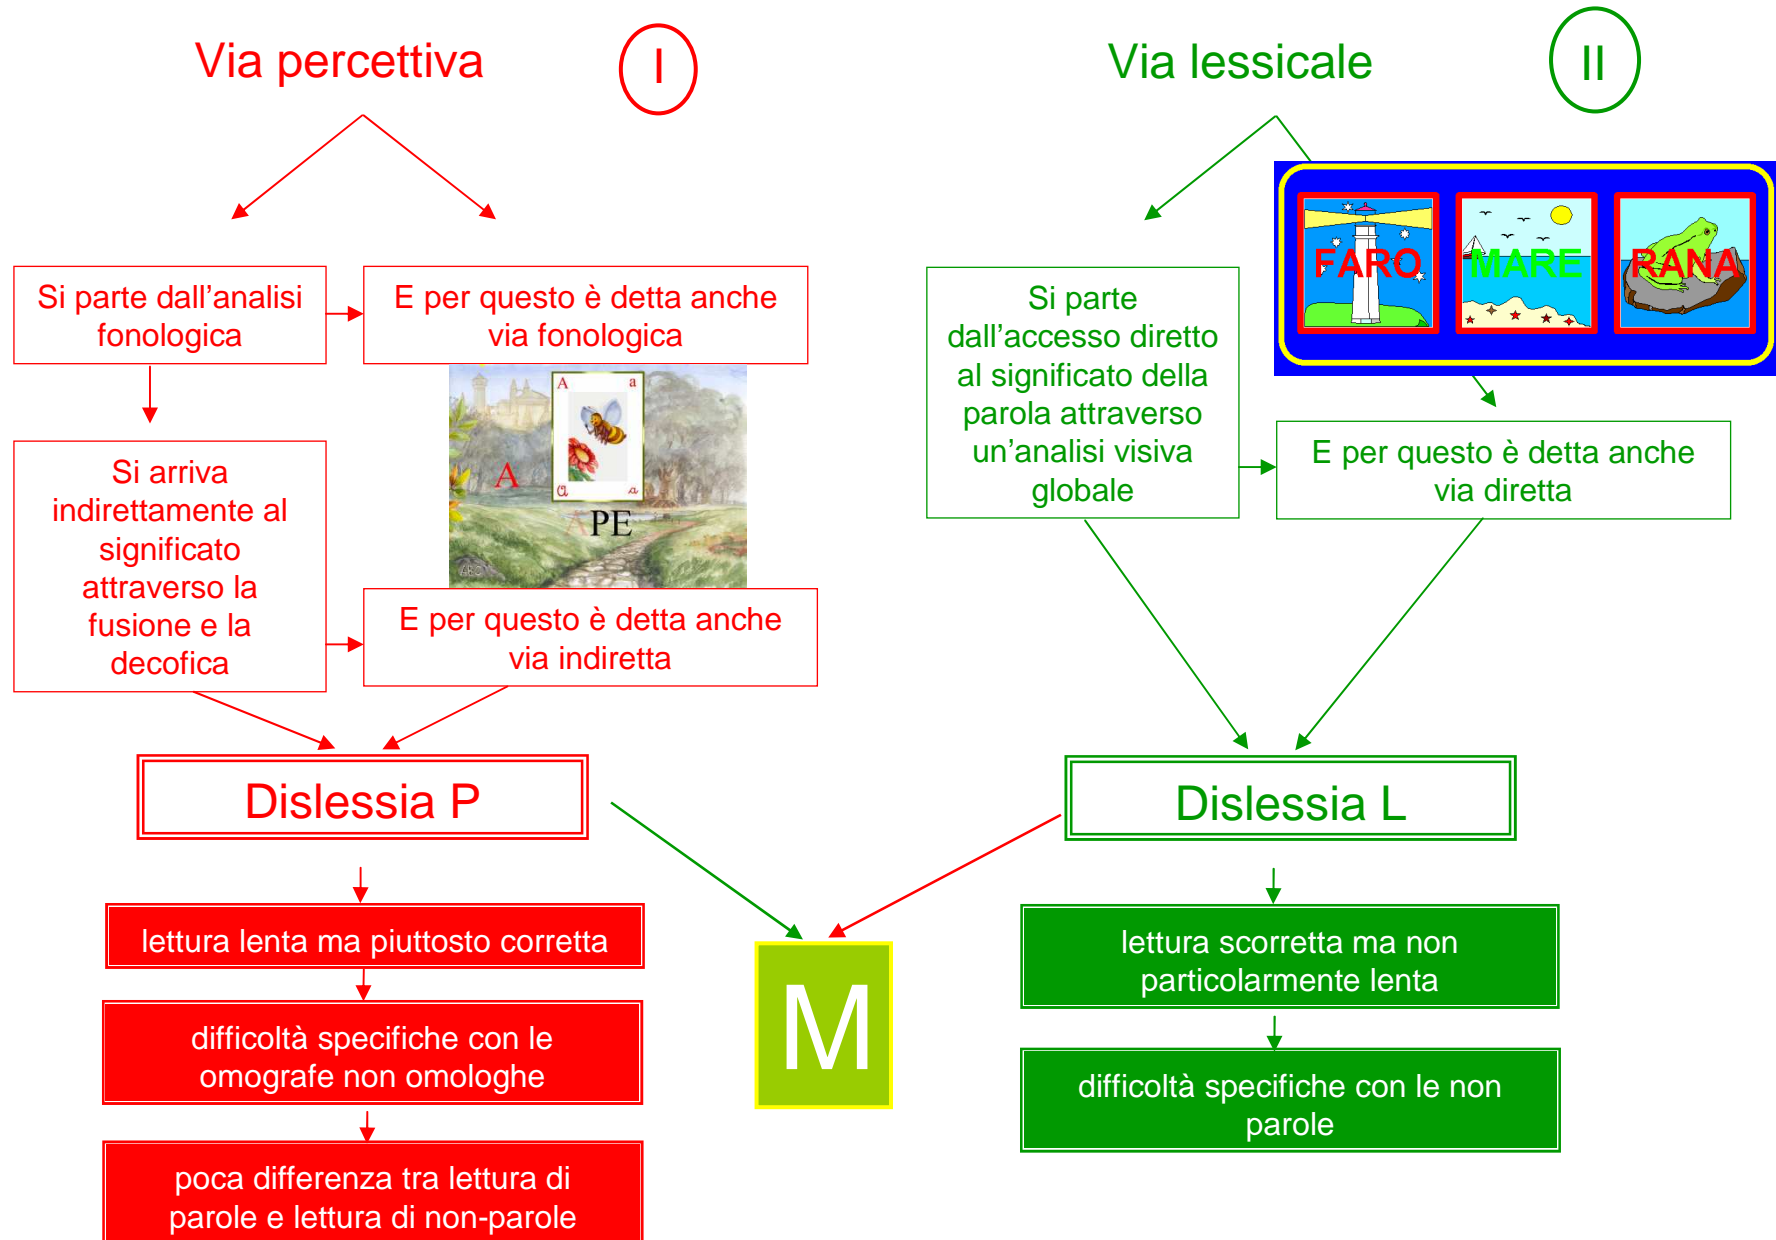 Via percettiva
I
Via lessicale
II
Si parte dall'analisi
fonologica
E per questo è detta anche
via fonologica
Si arriva
indirettamente al
significato
attraverso la
fusione e la
decofica
A a
A
APE
a a
E per questo è detta anche
via indiretta
FARO
MARE
RANA
Si parte
dall'accesso diretto
al significato della
parola attraverso
un'analisi visiva
globale
E per questo è detta anche
via diretta
Dislessia P
Dislessia L
lettura lenta ma piuttosto corretta
difficoltà specifiche con le
omografe non omologhe
poca differenza tra lettura di
parole e lettura di non-parole
M
lettura scorretta ma non
particolarmente lenta
difficoltà specifiche con le non
parole